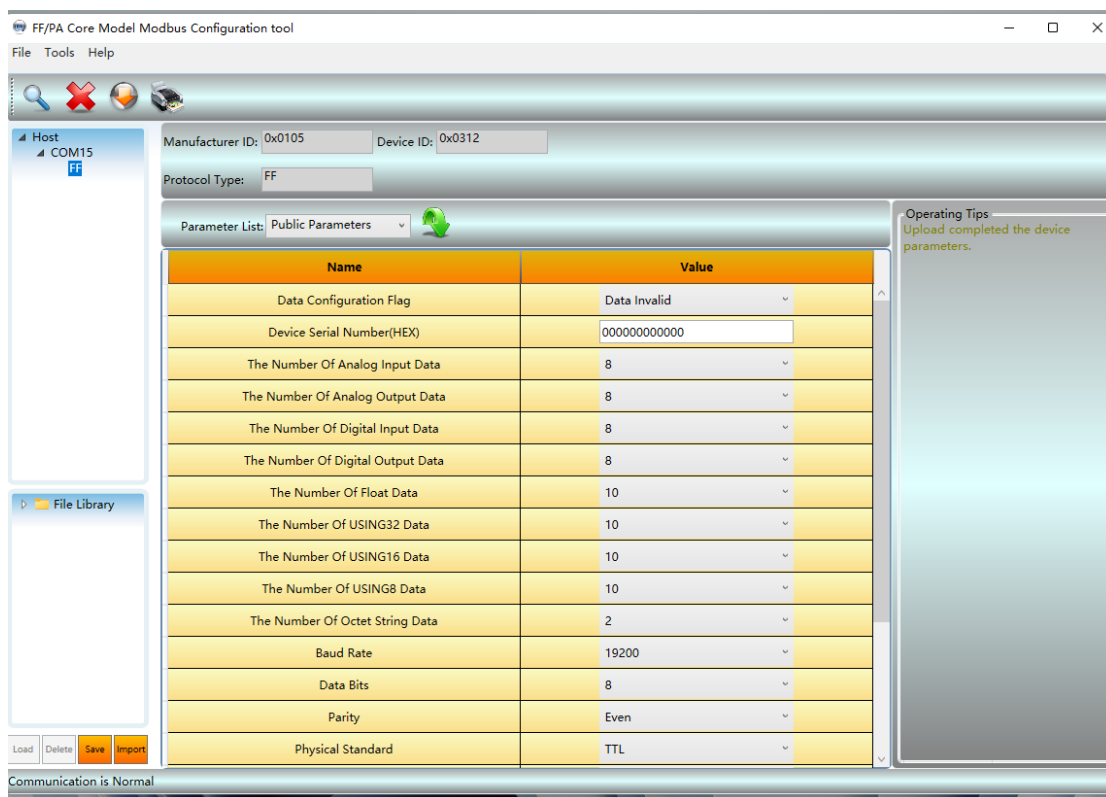 FF/PA Core Model Modbus Configuration tool
File Tools Help
Host
COM15
FF
Manufacturer ID: 0x0105 Device ID: 0x0312
Protocol Type: FF
Parameter List: Public Parameters
Operating Tips
Upload completed the device
parameters.
Name Value
Data Configuration Flag Data Invalid
Device Serial Number(HEX) 000000000000
The Number Of Analog Input Data 8
The Number Of Analog Output Data 8
The Number Of Digital Input Data 8
The Number Of Digital Output Data 8
The Number Of Float Data 10
The Number Of USING32 Data 10
The Number Of USING16 Data 10
The Number Of USING8 Data 10
The Number Of Octet String Data 2
Baud Rate 19200
Data Bits 8
Parity Even
Physical Standard TTL
File Library
Load Delete Save Import
Communication is Normal